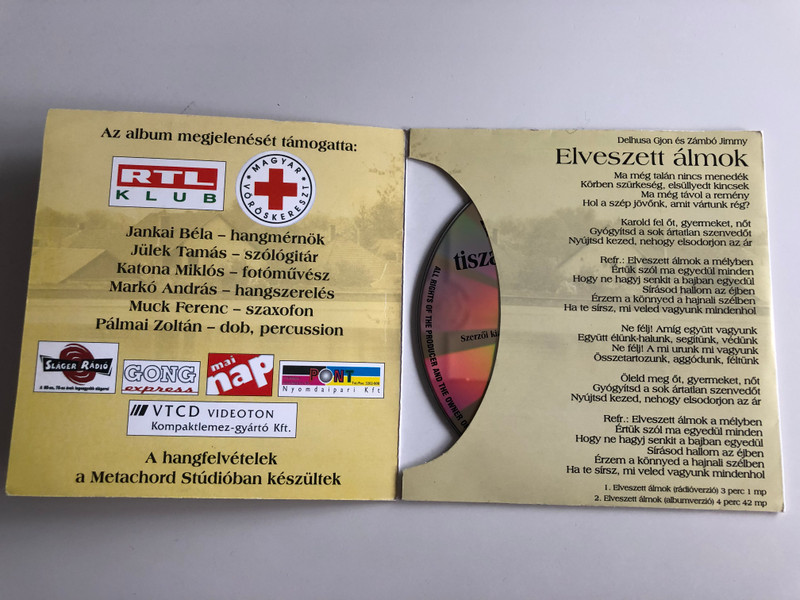 Az album megjelenését támogatta:
RTL
KLUB
MAGYAR
VÖRÖSKERESZT
Jankai Béla – hangmérnök
Jülek Tamás – szólógitár
Katona Miklós – fotóművész
Markó András – hangszerelés
Muck Ferenc – szaxofon
Pálmai Zoltán – dob, percussion
SLÁGER RÁDIÓ
GONG
express
mai
nap
PONT
Nyomdaipari Kft
VTCD VIDEOTON
Kompaktlemez-gyártó Kft.
A hangfelvételek
a Metachord Stúdióban készültek
tisza
ALL RIGHTS OF THE PRODUCER AND THE OWNER
Szerzői
Delhusa Gjon és Zámbó Jimmy
Elveszett álmok
Ma még talán nincs menedék
Körben szürkeség, elsüllyedt kincsek
Ma még távol a remény
Hol a szép jövőnk, amit vártunk rég?
Karold fel őt, gyermeket, nőt
Gyógyítsd a sok ártatlan szenvedőt
Nyújtsd kezed, nehogy elsodorjon az ár
Refr.: Elveszett álmok a mélyben
Értük szól ma egyedül minden
Hogy ne hagyj senkit a bajban egyedül
Sírásod hallom az éjben
Érzem a könnyed a hajnali szélben
Ha te sírsz, mi veled vagyunk mindenhol
Ne félj! Amíg együtt vagyunk
Együtt élünk-halunk, segítünk, védünk
Ne félj! A mi urunk mi vagyunk
Összetartozunk, aggódunk, féltünk
Öleld meg őt, gyermeket, nőt
Gyógyítsd a sok ártatlan szenvedőt
Nyújtsd kezed, nehogy elsodorjon az ár
Refr.: Elveszett álmok a mélyben
Értük szól ma egyedül minden
Hogy ne hagyj senkit a bajban egyedül
Sírásod hallom az éjben
Érzem a könnyed a hajnali szélben
Ha te sírsz, mi veled vagyunk mindenhol
1. Elveszett álmok (rádióverzió) 3 perc 1 mp
2. Elveszett álmok (albumverzió) 4 perc 42 mp